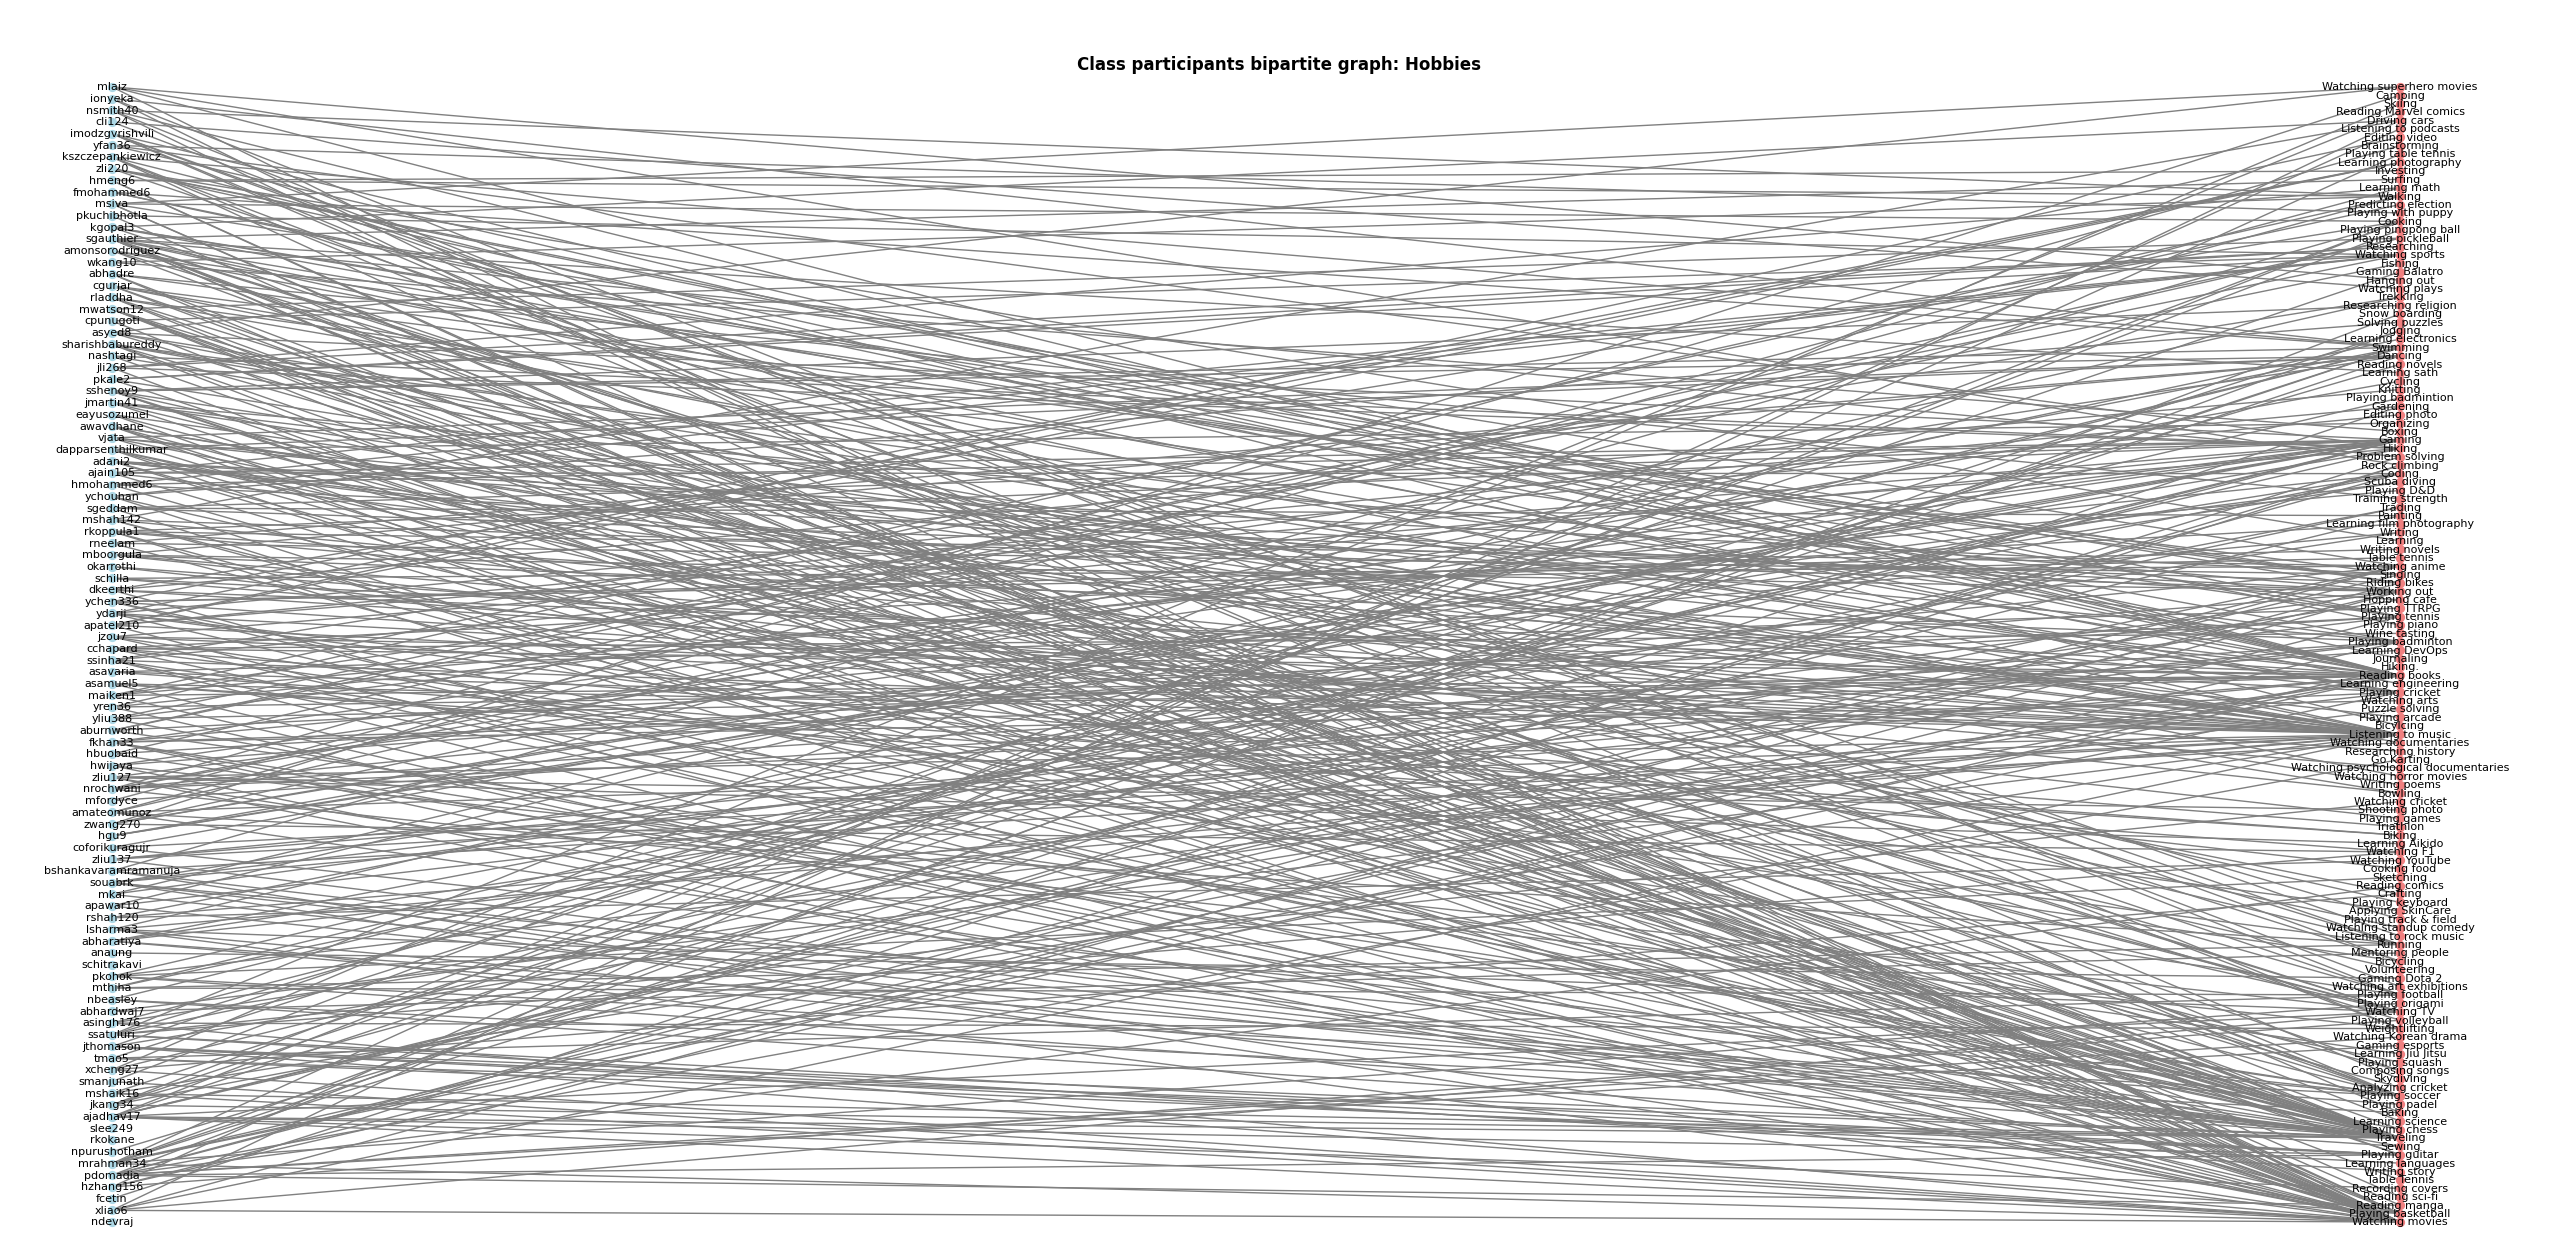 Class participants bipartite graph: Hobbies
mlaiz
ionyeka
nsmith40
cli124
imodzgvrishvili
yfan36
kszczepankiewicz
zli220
hmeng6
fmohammed6
msiva
pkuchibhotla
kgopal3
sgauthier
amonsorodriguez
wkang10
abhadre
cgurjar
rladdha
mwatson12
cpunugoti
asyed8
sharishbabureddy
nashtagi
jli268
pkale2
sshenoy9
jmartin41
eayusozumel
awavdhane
vjata
dapparsenthilkumar
adani2
ajain105
hmohammed6
ychouhan
sgeddam
mshah142
rkoppula1
rneelam
mboorgula
okarrothi
schilla
dkeerthi
ychen336
ydarji
apatel210
jzou7
cchapard
ssinha21
asavaria
asamuel5
maiken1
yren36
yliu388
aburnworth
fkhan33
hbuobaid
hwijaya
zliu127
nrochwani
mfordyce
amateomunoz
zwang270
hgu9
coforikuragujr
zliu137
bshankavaramramanuja
souabrk
mkai
apawar10
rshah120
lsharma3
abharatiya
anaung
schitrakavi
pkohok
mthiha
nbeasley
abhardwaj7
asingh176
ssatuluri
jthomason
tmao5
xcheng27
smanjunath
mshaik16
jkang34
ajadhav17
slee249
rkokane
npurushotham
mrahman34
pdomadia
hzhang156
fcetin
xliao6
ndevraj
Watching superhero movies
Camping
Skiing
Reading Marvel comics
Driving cars
Listening to podcasts
Editing video
Brainstorming
Playing table tennis
Learning photography
Investing
Surfing
Learning math
Walking
Predicting election
Playing with puppy
Cooking
Playing pingpong ball
Playing pickleball
Researching
Watching sports
Fishing
Gaming Balatro
Hanging out
Watching plays
Trekking
Researching religion
Snow boarding
Solving puzzles
Jogging
Learning electronics
Swimming
Dancing
Reading novels
Learning sath
Cycling
Knitting
Playing badmintion
Gardening
Editing photo
Organizing
Boxing
Gaming
Hiking
Problem solving
Rock climbing
Coding
Scuba diving
Playing D&D
Training strength
Trading
Painting
Learning film photography
Writing
Learning
Writing novels
Table tennis
Watching anime
Singing
Riding bikes
Working out
Hopping cafe
Playing TTRPG
Playing tennis
Playing piano
Wine tasting
Playing badminton
Learning DevOps
Journaling
Hiking.
Reading books
Learning engineering
Playing cricket
Watching arts
Puzzle solving
Playing arcade
Bicylcing
Listening to music
Watching documentaries
Researching history
Go Karting
Watching psychological documentaries
Watching horror movies
Writing poems
Bowling
Watching cricket
Shooting photo
Playing games
Triathlon
Biking
Learning Aikido
Watching F1
Watching YouTube
Cooking food
Sketching
Reading comics
Crafting
Playing keyboard
Applying SkinCare
Playing track & field
Watching standup comedy
Listening to rock music
Running
Mentoring people
Bicycling
Volunteering
Gaming Dota 2
Watching art exhibitions
Playing football
Playing origami
Watching TV
Playing volleyball
Weightlifting
Watching Korean drama
Gaming esports
Learning Jiu Jitsu
Playing squash
Composing songs
Skydiving
Analyzing cricket
Playing soccer
Playing padel
Baking
Learning science
Playing chess
Traveling
Sewing
Playing guitar
Learning languages
Writing story
Table Tennis
Recording covers
Reading sci-fi
Reading manga
Playing basketball
Watching movies